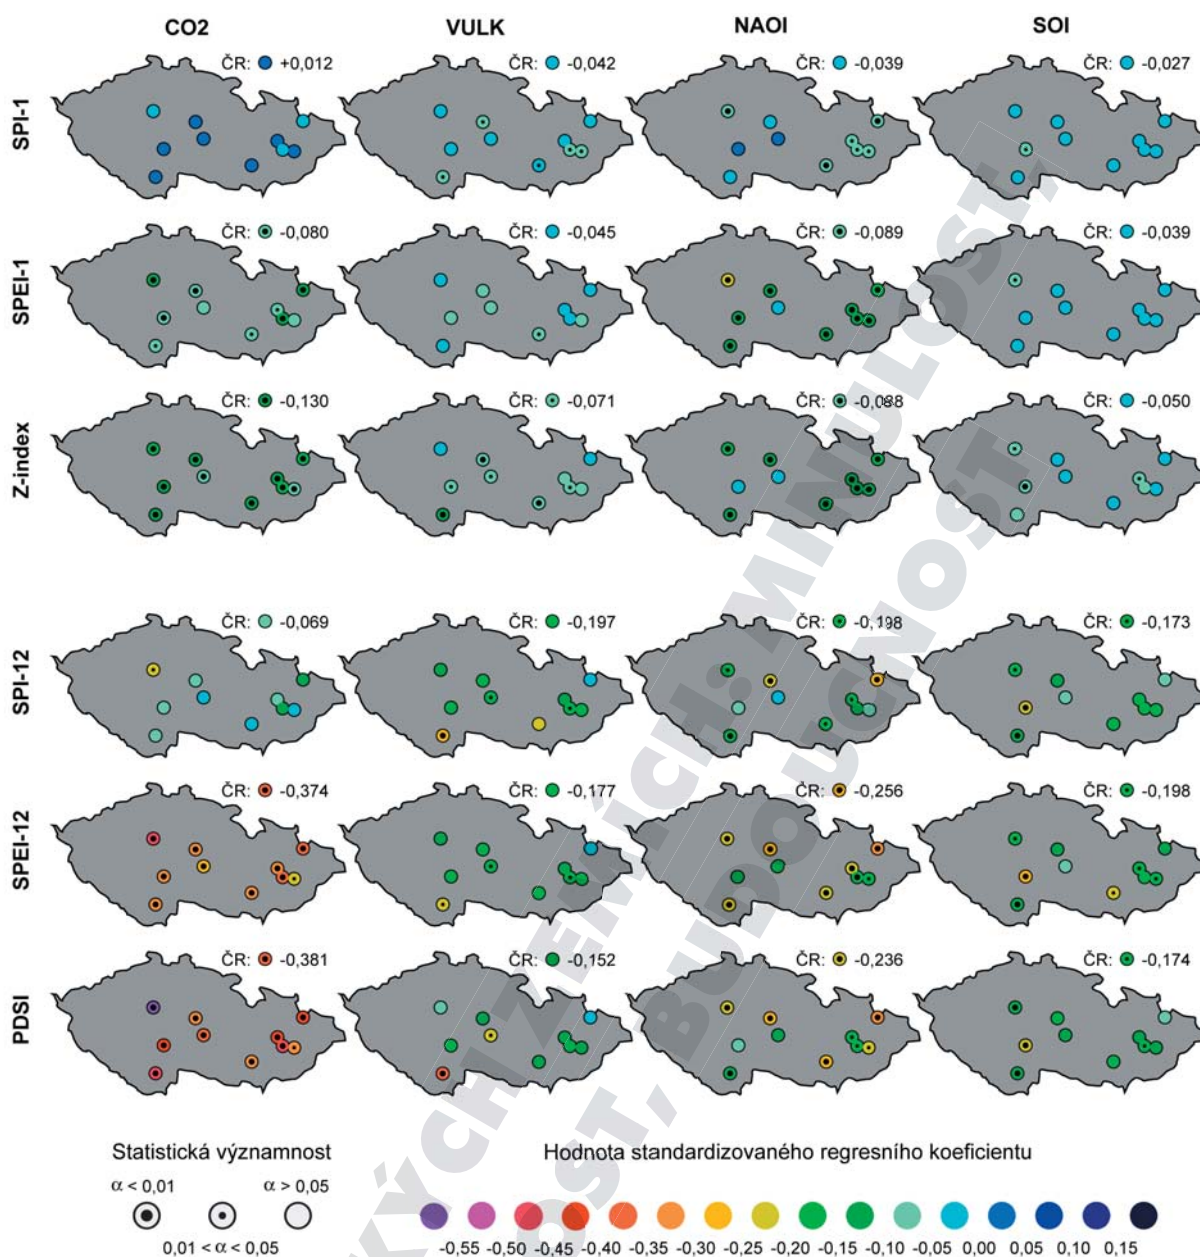 CO2 VULK NAOI SOI
SPI-1
ČR: +0,012 ČR: -0,042 ČR: -0,039 ČR: -0,027
SPEI-1
ČR: -0,080 ČR: -0,045 ČR: -0,089 ČR: -0,039
Z-index
ČR: -0,130 ČR: -0,071 ČR: -0,088 ČR: -0,050
SPI-12
ČR: -0,069 ČR: -0,197 ČR: -0,198 ČR: -0,173
SPEI-12
ČR: -0,374 ČR: -0,177 ČR: -0,256 ČR: -0,198
PDSI
ČR: -0,381 ČR: -0,152 ČR: -0,236 ČR: -0,174
Statistická významnost
α < 0,01 α > 0,05
0,01 < α < 0,05
Hodnota standardizovaného regresního koeficientu
-0,55 -0,50 -0,45 -0,40 -0,35 -0,30 -0,25 -0,20 -0,15 -0,10 -0,05 0,00 0,05 0,10 0,15
KÝCH ZEMÍCH: MINULOST,
OST, BUDOUCNOST